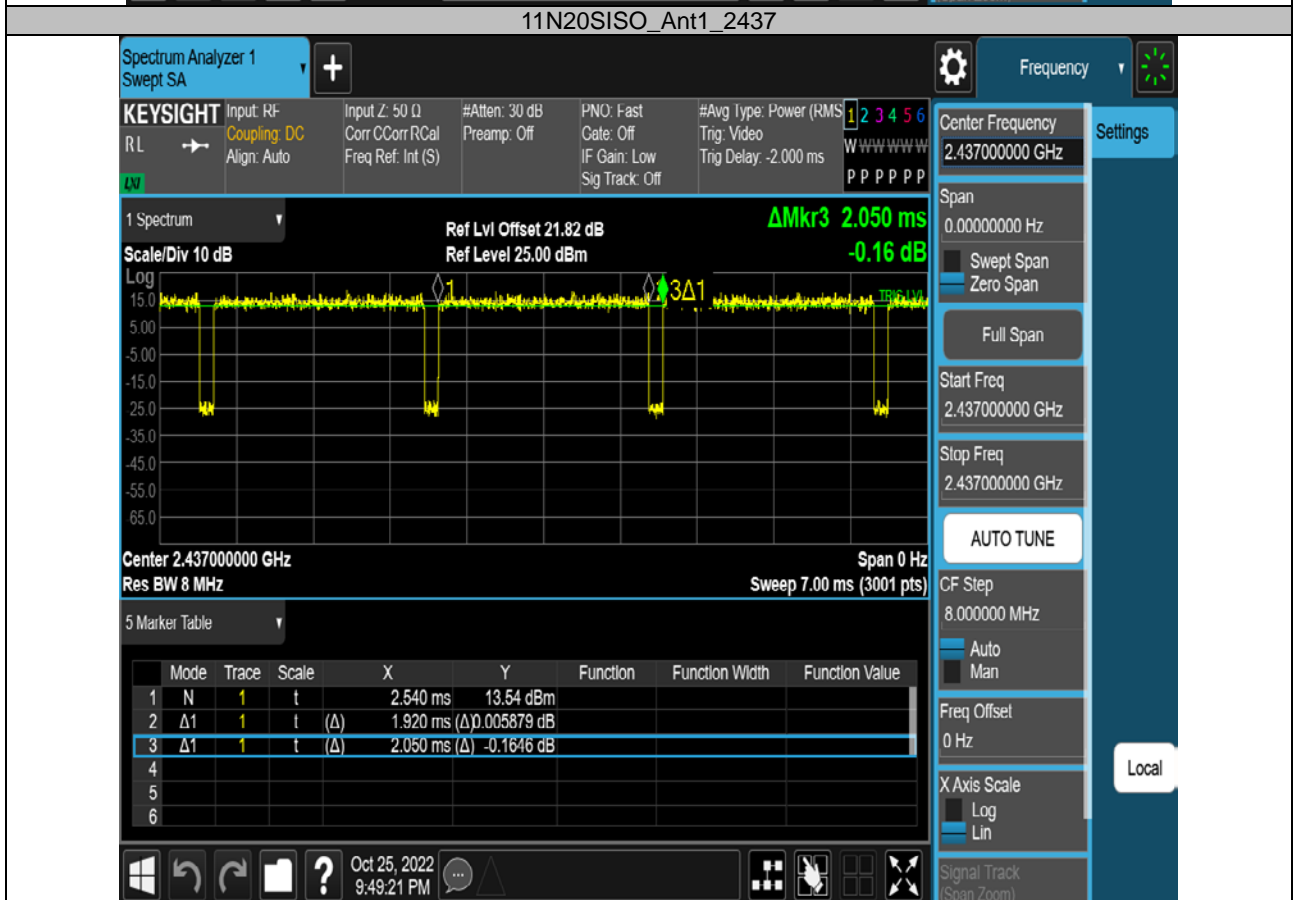 11N20SISO_Ant1_2437
Spectrum Analyzer 1
Swept SA
Frequency
KEYSIGHT
RL
LXI
Input: RF
Coupling: DC
Align: Auto
Input Z: 50 Ω
Corr CCorr RCal
Freq Ref: Int (S)
#Atten: 30 dB
Preamp: Off
PNO: Fast
Gate: Off
IF Gain: Low
Sig Track: Off
#Avg Type: Power (RMS
Trig: Video
Trig Delay: -2.000 ms
1 2 3 4 5 6
W W W W W W
P P P P P P
Center Frequency
2.437000000 GHz
Settings
Span
0.00000000 Hz
Swept Span
Zero Span
Full Span
Start Freq
2.437000000 GHz
Stop Freq
2.437000000 GHz
AUTO TUNE
CF Step
8.000000 MHz
Auto
Man
Freq Offset
0 Hz
X Axis Scale
Log
Lin
Signal Track
(Span Zoom)
Local
1 Spectrum
Scale/Div 10 dB
Ref Lvl Offset 21.82 dB
Ref Level 25.00 dBm
ΔMkr3 2.050 ms
-0.16 dB
Log
15.0
5.00
-5.00
-15.0
-25.0
-35.0
-45.0
-55.0
65.0
1
3Δ1
TRIG LVL
Center 2.437000000 GHz
Res BW 8 MHz
Span 0 Hz
Sweep 7.00 ms (3001 pts)
5 Marker Table
Mode Trace Scale X Y Function Function Width Function Value
1 N 1 t 2.540 ms 13.54 dBm
2 Δ1 1 t (Δ) 1.920 ms (Δ) 0.005879 dB
3 Δ1 1 t (Δ) 2.050 ms (Δ) -0.1646 dB
4
5
6
Oct 25, 2022
9:49:21 PM